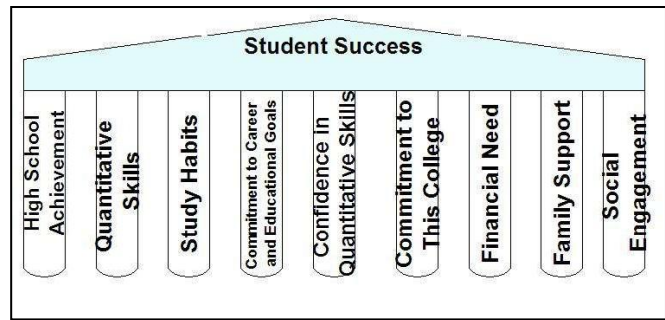 Student Success
High School
Achievement
Quantitative
Skills
Study Habits
Commitment to Career
and Educational Goals
Confidence in
Quantitative Skills
Commitment to
This College
Financial Need
Family Support
Social
Engagement